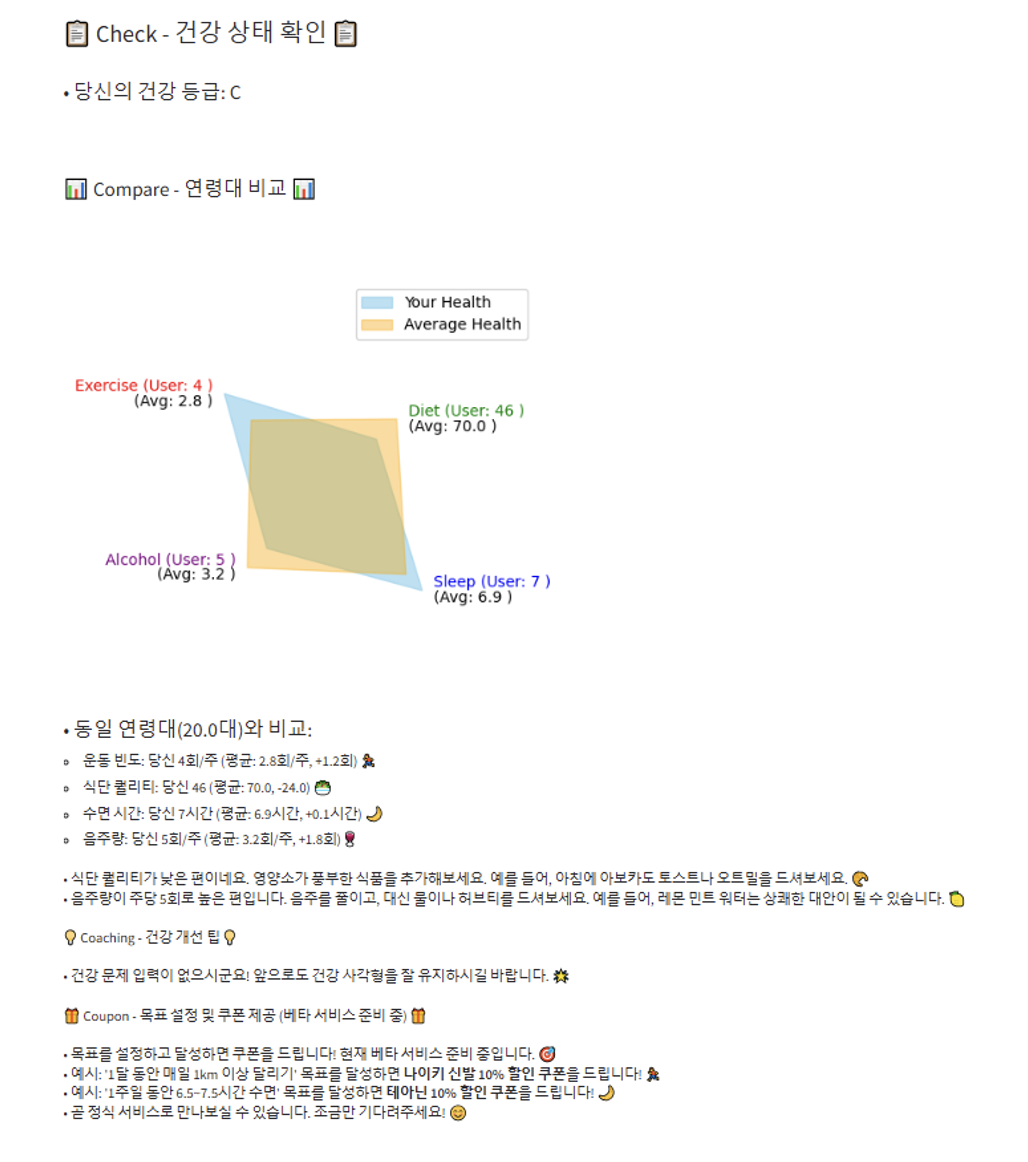 📋 Check - 건강 상태 확인 📋
• 당신의 건강 등급: C
📊 Compare - 연령대 비교 📊
Your Health
Average Health
Exercise (User: 4 )
(Avg: 2.8 )
Diet (User: 46 )
(Avg: 70.0 )
Alcohol (User: 5 )
(Avg: 3.2 )
Sleep (User: 7 )
(Avg: 6.9 )
• 동일 연령대(20.0대)와 비교:
◦ 운동 빈도: 당신 4회/주 (평균: 2.8회/주, +1.2회) 🏃
◦ 식단 퀄리티: 당신 46 (평균: 70.0, -24.0) 🥗
◦ 수면 시간: 당신 7시간 (평균: 6.9시간, +0.1시간) 🌙
◦ 음주량: 당신 5회/주 (평균: 3.2회/주, +1.8회) 🍷
• 식단 퀄리티가 낮은 편이네요. 영양소가 풍부한 식품을 추가해보세요. 예를 들어, 아침에 아보카도 토스트나 오트밀을 드셔보세요. 🥐
• 음주량이 주당 5회로 높은 편입니다. 음주를 줄이고, 대신 물이나 허브티를 드셔보세요. 예를 들어, 레몬 민트 워터는 상쾌한 대안이 될 수 있습니다. 🍋
💡 Coaching - 건강 개선 팁 💡
• 건강 문제 입력이 없으시군요! 앞으로도 건강 사각형을 잘 유지하시길 바랍니다. 🌟
🎁 Coupon - 목표 설정 및 쿠폰 제공 (베타 서비스 준비 중) 🎁
• 목표를 설정하고 달성하면 쿠폰을 드립니다! 현재 베타 서비스 준비 중입니다. 🎯
• 예시: '1달 동안 매일 1km 이상 달리기' 목표를 달성하면 나이키 신발 10% 할인 쿠폰을 드립니다! 🏃
• 예시: '1주일 동안 6.5~7.5시간 수면' 목표를 달성하면 테아닌 10% 할인 쿠폰을 드립니다! 🌙
• 곧 정식 서비스로 만나보실 수 있습니다. 조금만 기다려주세요! 😊